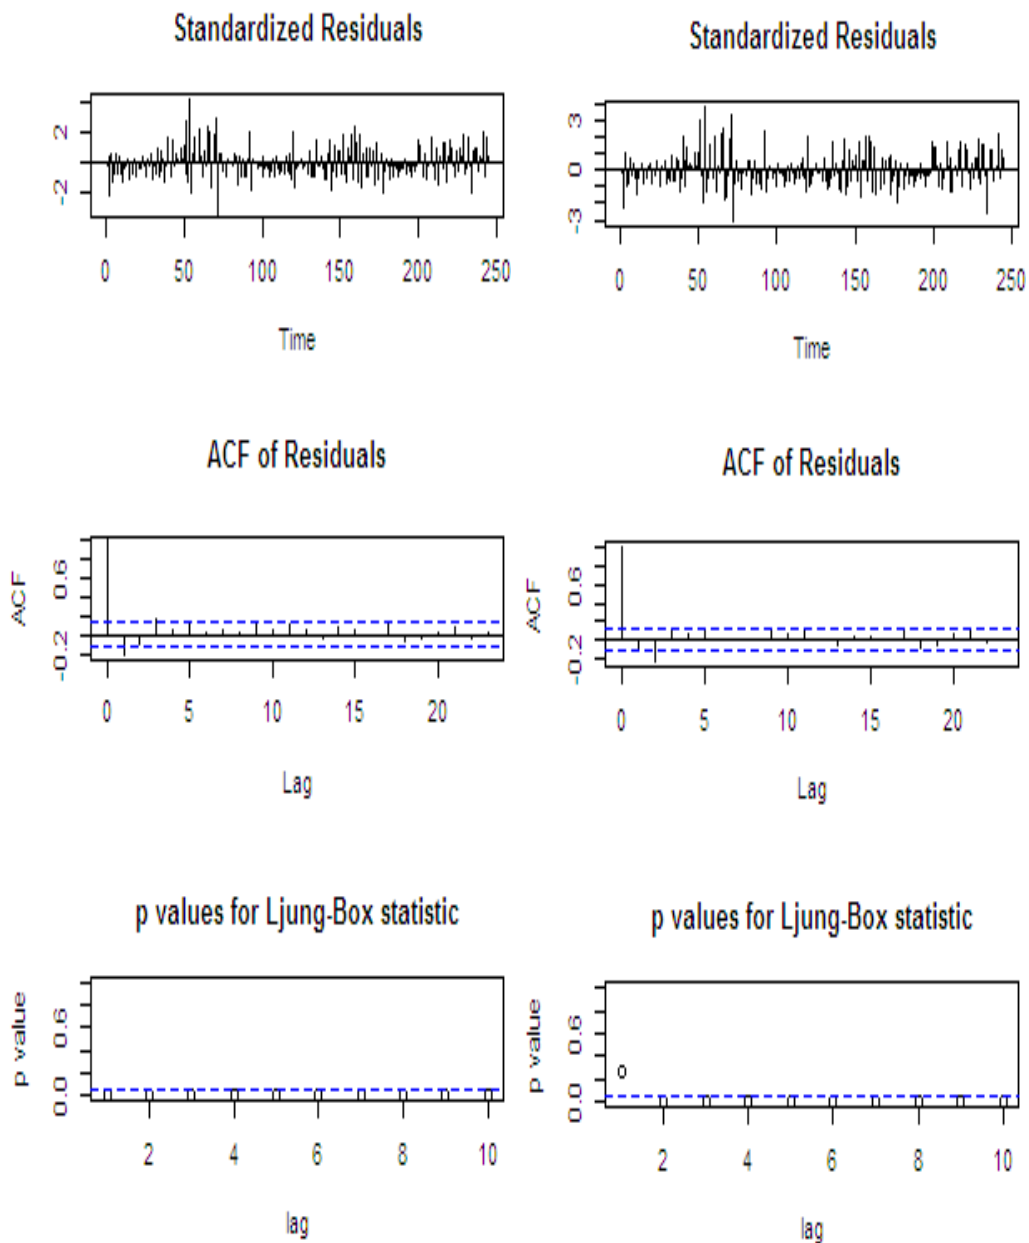 Standardized Residuals
2
-2
0 50 100 150 200 250
Time
ACF of Residuals
ACF
0.6
-0.2
0 5 10 15 20
Lag
p values for Ljung-Box statistic
p value
0.6
0.0
2 4 6 8 10
lag
Standardized Residuals
3
0
-3
0 50 100 150 200 250
Time
ACF of Residuals
ACF
0.6
-0.2
0 5 10 15 20
Lag
p values for Ljung-Box statistic
p value
0.6
0.0
2 4 6 8 10
lag